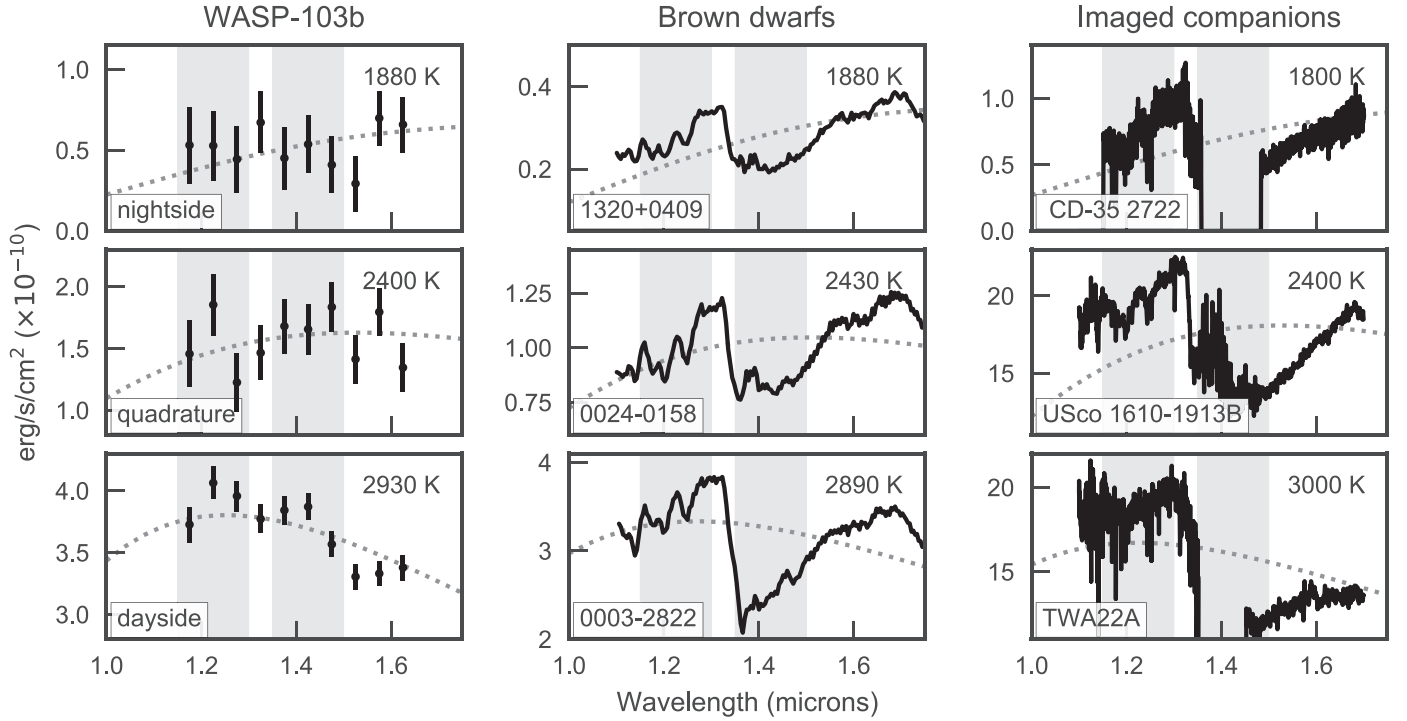 WASP-103b Brown dwarfs Imaged companions
1.0 1880 K 0.4 1880 K 1.0 1800 K
0.5 0.2 0.5
0.0 nightside 1320+0409 0.0 CD-35 2722
erg/s/cm² (×10⁻¹⁰)
2.0 2400 K 1.25 2430 K 20 2400 K
1.5 1.00 15
1.0 quadrature 0.75 0024-0158 USco 1610-1913B
4.0 2930 K 4 2890 K 20 3000 K
3.5 3 15
3.0 dayside 2 0003-2822 TWA22A
1.0 1.2 1.4 1.6 1.0 1.2 1.4 1.6 1.0 1.2 1.4 1.6
Wavelength (microns)